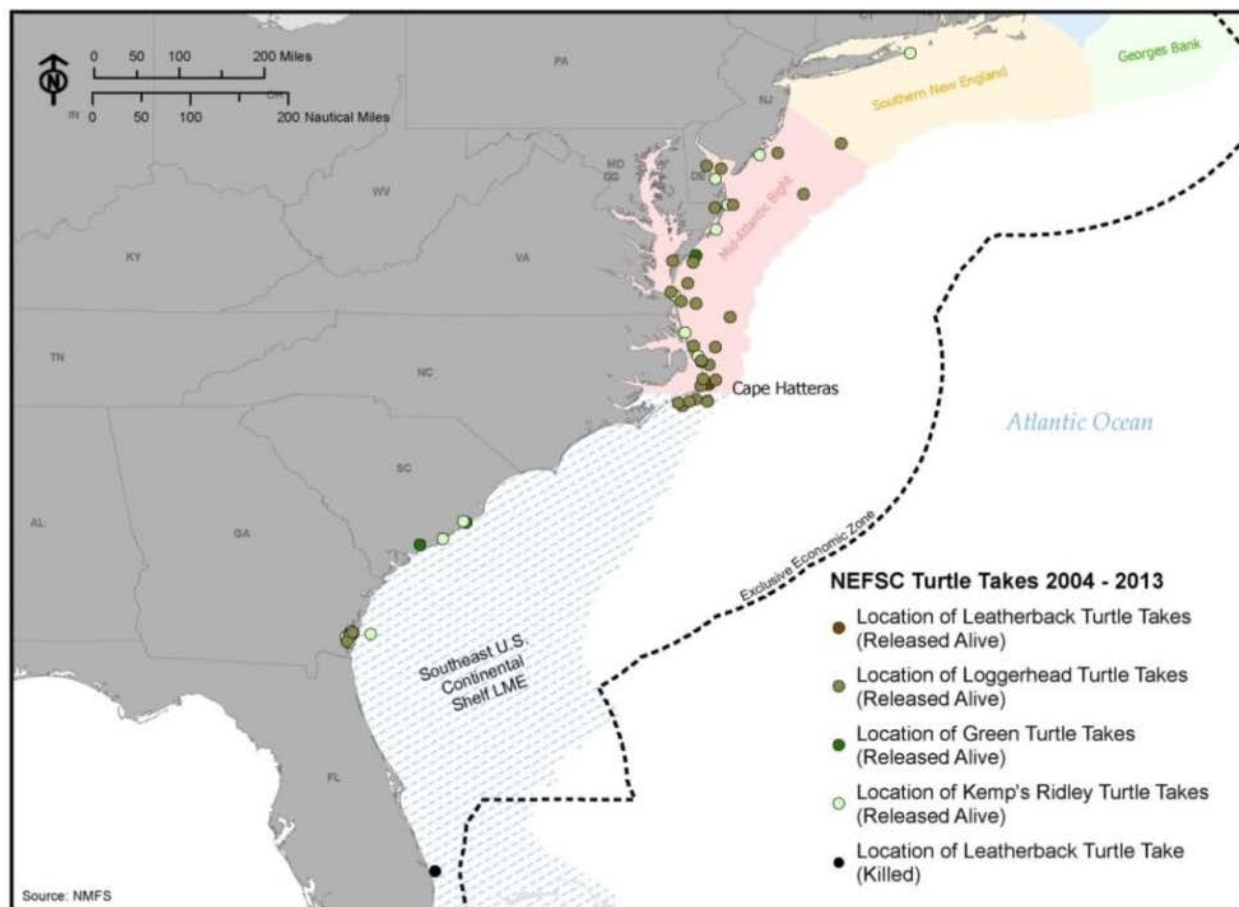 0 50 100 200 Miles
0 50 100 200 Nautical Miles
N
OH
IN
PA
CT
NJ
MD
DC
DE
WV
KY
VA
TN
NC
SC
AL
GA
FL
Georges Bank
Southern New England
Mid-Atlantic Bight
Cape Hatteras
Atlantic Ocean
Exclusive Economic Zone
Southeast U.S.
Continental
Shelf LME
NEFSC Turtle Takes 2004 - 2013
Location of Leatherback Turtle Takes
(Released Alive)
Location of Loggerhead Turtle Takes
(Released Alive)
Location of Green Turtle Takes
(Released Alive)
Location of Kemp's Ridley Turtle Takes
(Released Alive)
Location of Leatherback Turtle Take
(Killed)
Source: NMFS